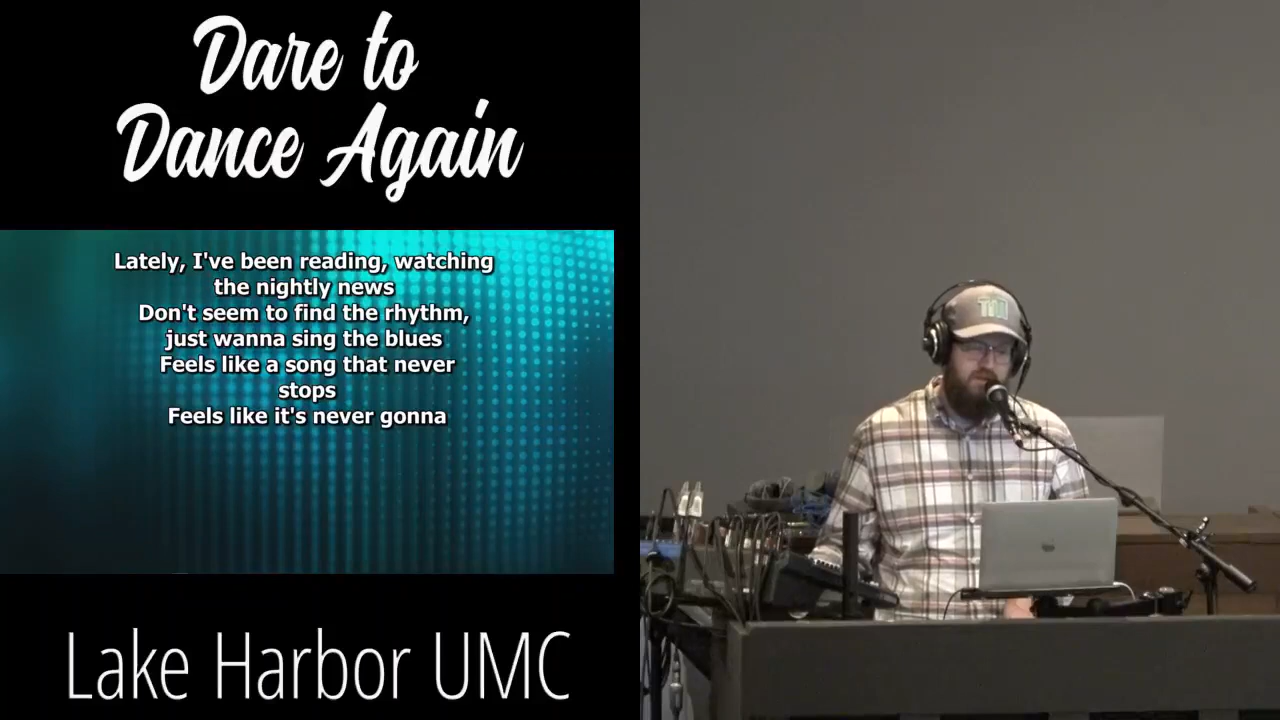 Dare to
Dance Again
Lately, I've been reading, watching
the nightly news
Don't seem to find the rhythm,
just wanna sing the blues
Feels like a song that never
stops
Feels like it's never gonna
Lake Harbor UMC